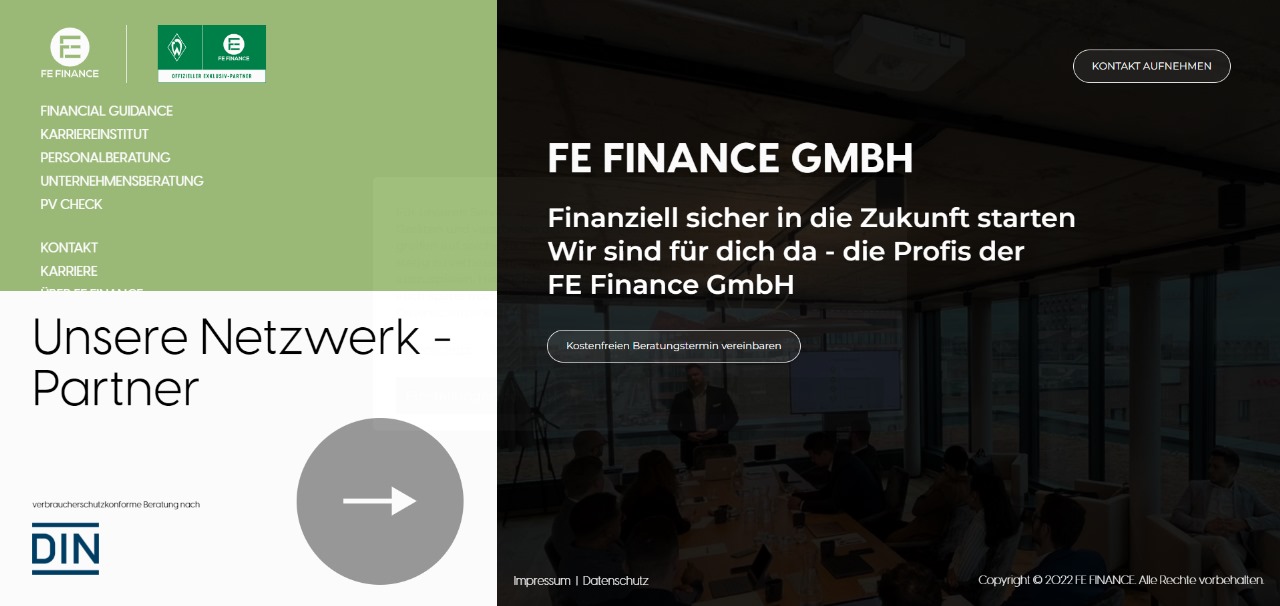 FE FINANCE
FE FINANCE
OFFIZIELLER EXKLUSIV-PARTNER
FINANCIAL GUIDANCE
KARRIEREINSTITUT
PERSONALBERATUNG
UNTERNEHMENSBERATUNG
PV CHECK
KONTAKT
KARRIERE
ÜBER FE FINANCE
Unsere Netzwerk -
Partner
verbraucherschutzkonforme Beratung nach
DIN
KONTAKT AUFNEHMEN
FE FINANCE GMBH
Finanziell sicher in die Zukunft starten
Wir sind für dich da - die Profis der
FE Finance GmbH
Kostenfreien Beratungstermin vereinbaren
Impressum | Datenschutz
Copyright © 2022 FE FINANCE. Alle Rechte vorbehalten.